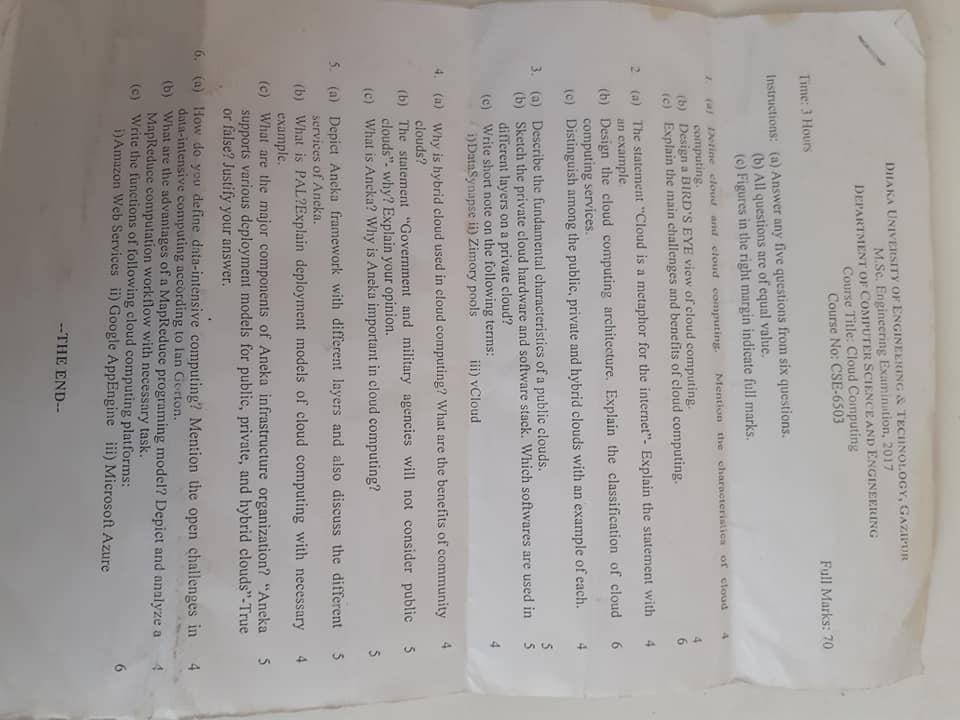 DHAKA UNIVERSITY OF ENGINEERING & TECHNOLOGY, GAZIPUR
M.Sc. Engineering Examination, 2017
DEPARTMENT OF COMPUTER SCIENCE AND ENGINEERING
Course Title: Cloud Computing
Course No: CSE-6503
Full Marks: 70
Time: 3 Hours
Instructions: (a) Answer any five questions from six questions.
(b) All questions are of equal value.
(c) Figures in the right margin indicate full marks.
1. (a) Define cloud and cloud computing. Mention the characteristics of cloud 4
computing.
(b) Design a BIRD'S EYE view of cloud computing. 4
(c) Explain the main challenges and benefits of cloud computing. 6
2. (a) The statement "Cloud is a metaphor for the internet"- Explain the statement with 4
an example.
(b) Design the cloud computing architecture. Explain the classification of cloud 6
computing services.
(c) Distinguish among the public, private and hybrid clouds with an example of each. 4
3. (a) Describe the fundamental characteristics of a public clouds. 5
(b) Sketch the private cloud hardware and software stack. Which softwares are used in 5
different layers on a private cloud?
(c) Write short note on the following terms: 4
i)DataSynapse ii) Zimory pools iii) vCloud
4. (a) Why is hybrid cloud used in cloud computing? What are the benefits of community 4
clouds?
(b) The statement "Government and military agencies will not consider public 5
clouds"- why? Explain your opinion.
(c) What is Aneka? Why is Aneka important in cloud computing? 5
5. (a) Depict Aneka framework with different layers and also discuss the different 5
services of Aneka.
(b) What is PAL?Explain deployment models of cloud computing with necessary 4
example.
(c) What are the major components of Aneka infrastructure organization? "Aneka 5
supports various deployment models for public, private, and hybrid clouds"-True
or false? Justify your answer.
6. (a) How do you define data-intensive computing? Mention the open challenges in 4
data-intensive computing according to Ian Gorton.
(b) What are the advantages of a MapReduce programing model? Depict and analyze a 4
MapReduce computation workflow with necessary task.
(c) Write the functions of following cloud computing platforms: 6
i)Amazon Web Services ii) Google AppEngine iii) Microsoft Azure
--THE END--